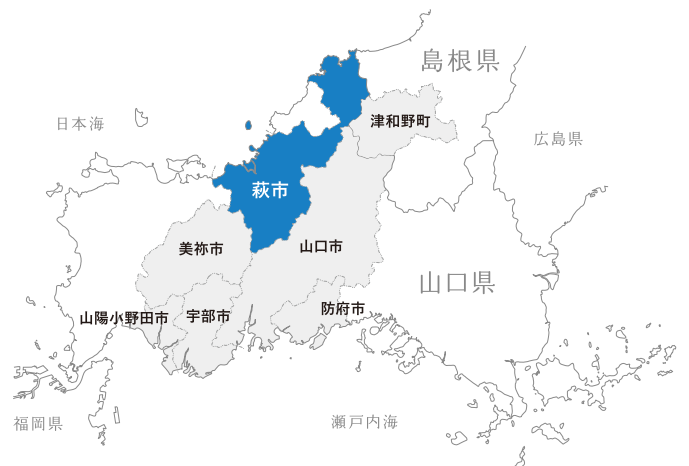 島根県
日本海
津和野町
広島県
萩市
美祢市
山口市
山口県
山陽小野田市
宇部市
防府市
福岡県
瀬戸内海